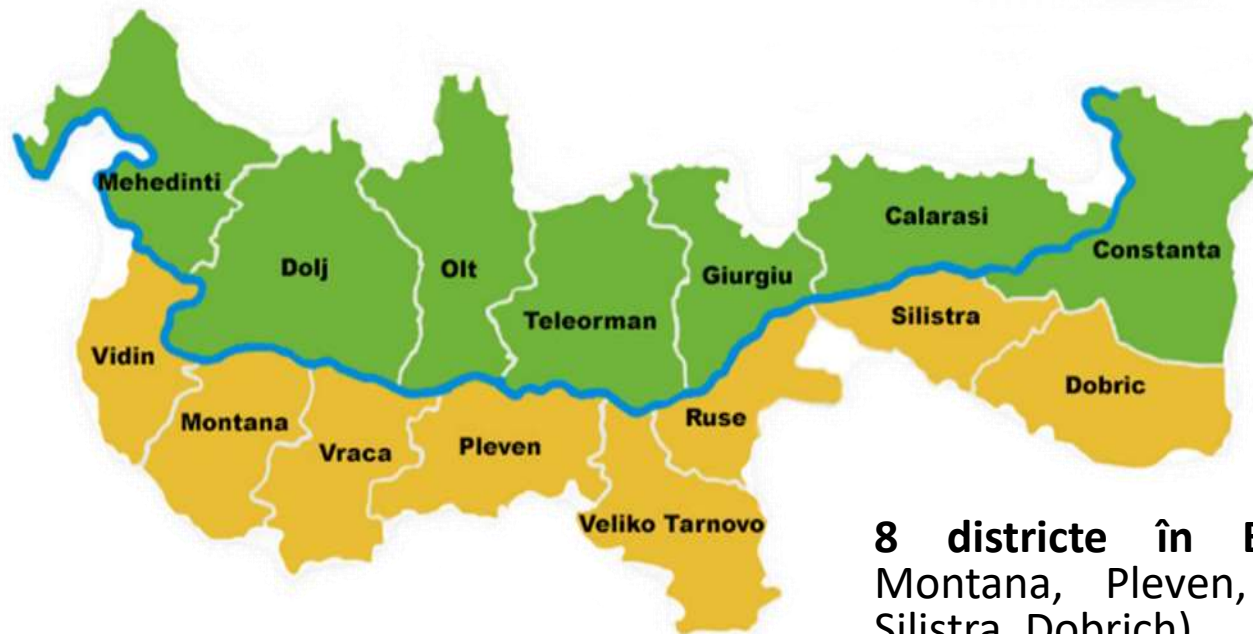 Mehedinti
Dolj
Olt
Teleorman
Giurgiu
Calarasi
Constanta
Vidin
Montana
Vraca
Pleven
Veliko Tarnovo
Ruse
Silistra
Dobric
8 districte în
Montana, Pleven,
Silistra, Dobrich)